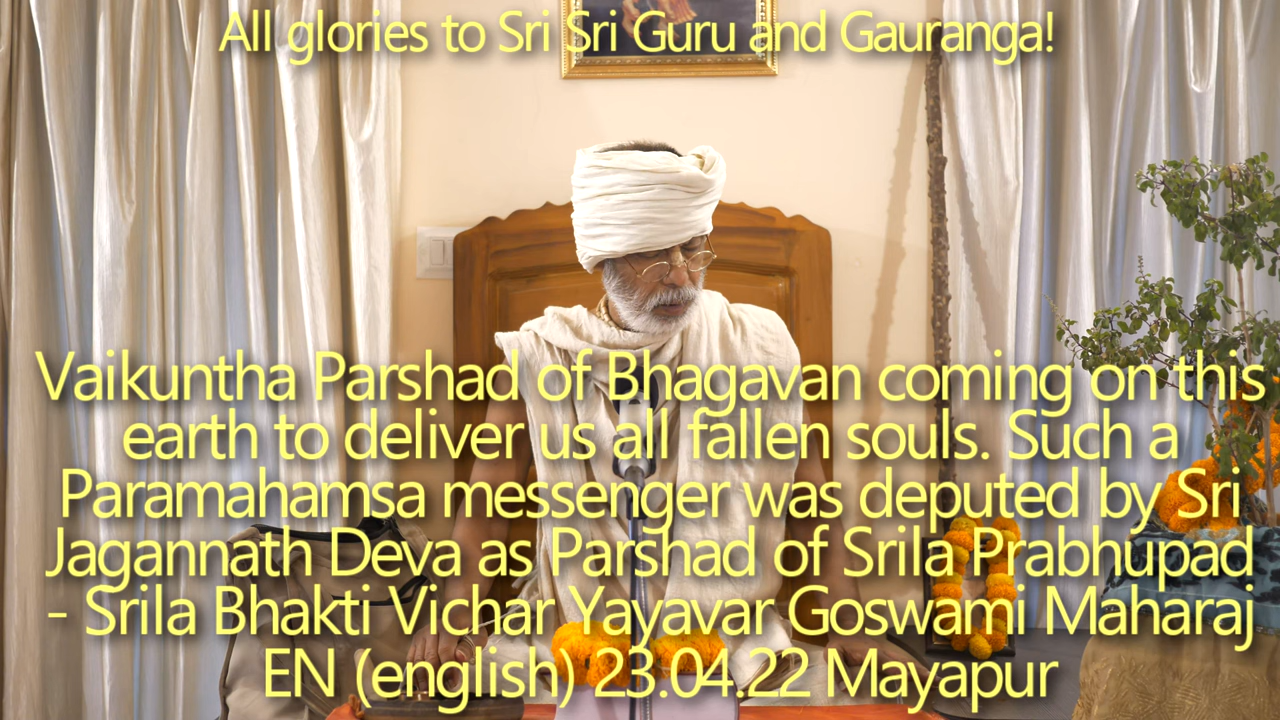 All glories to Sri Sri Guru and Gauranga!
Vaikuntha Parshad of Bhagavan coming on this
earth to deliver us all fallen souls. Such a
Paramahamsa messenger was deputed by Sri
Jagannath Deva as Parshad of Srila Prabhupad
- Srila Bhakti Vichar Yayavar Goswami Maharaj
EN (english) 23.04.22 Mayapur